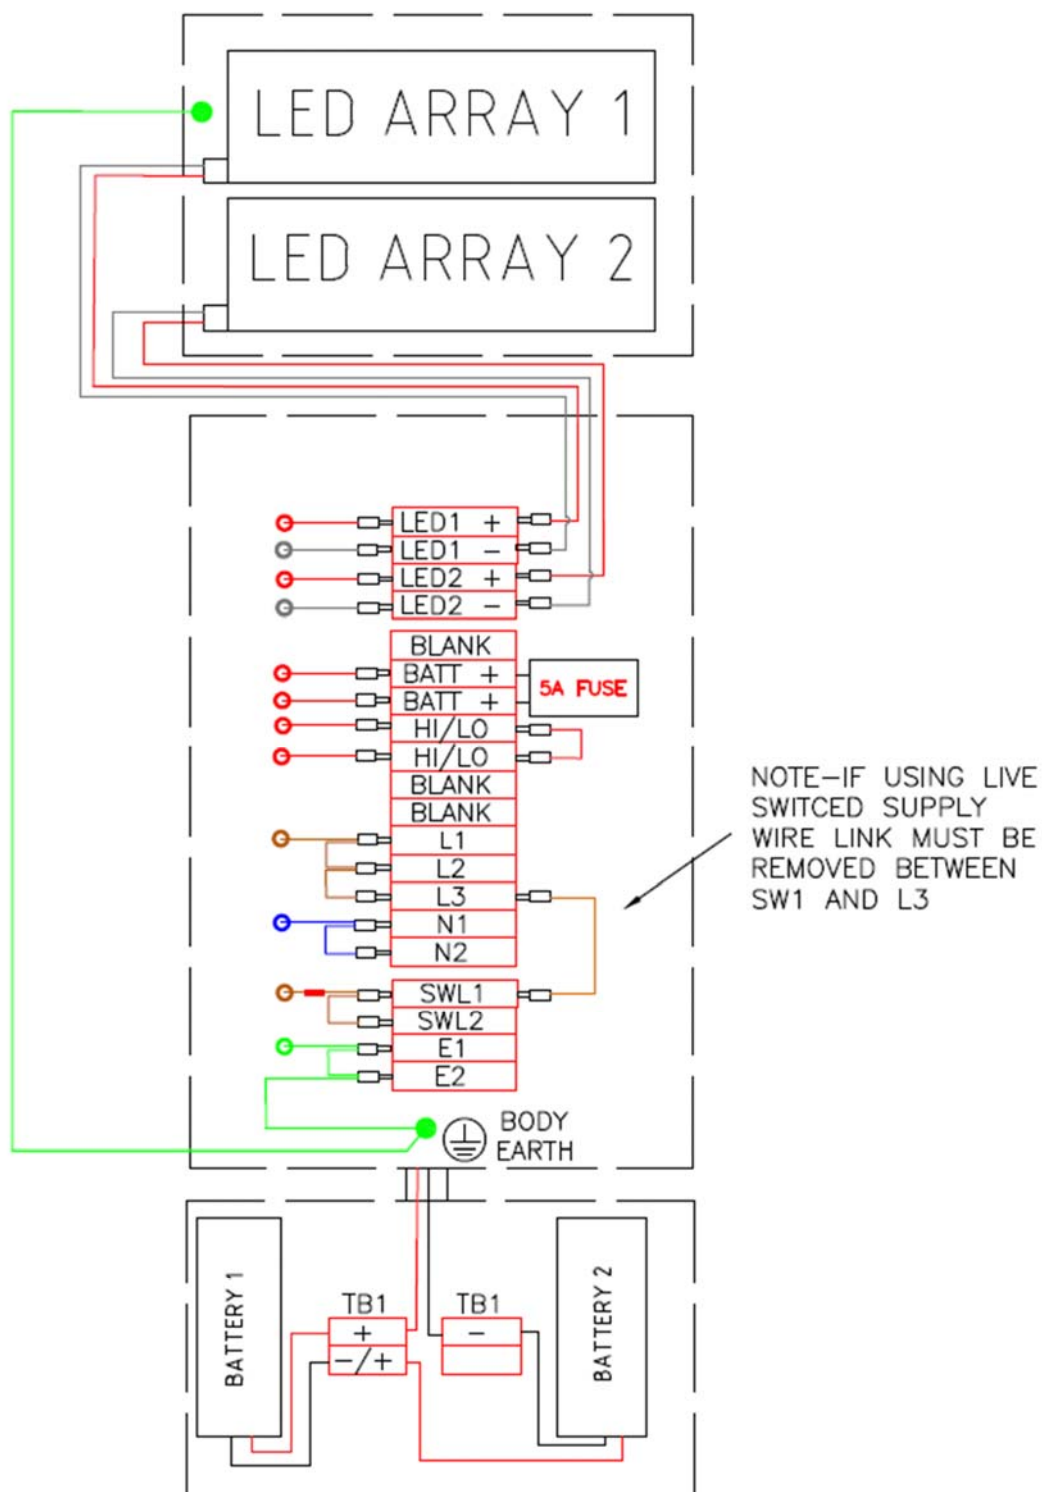 LED ARRAY 1
LED ARRAY 2
LED1 +
LED1 -
LED2 +
LED2 -
BLANK
BATT +
BATT +
5A FUSE
HI/LO
HI/LO
BLANK
BLANK
L1
L2
L3
N1
N2
NOTE-IF USING LIVE
SWITCED SUPPLY
WIRE LINK MUST BE
REMOVED BETWEEN
SW1 AND L3
SWL1
SWL2
E1
E2
BODY
EARTH
BATTERY 1
TB1
+
-/+
TB1
-
BATTERY 2